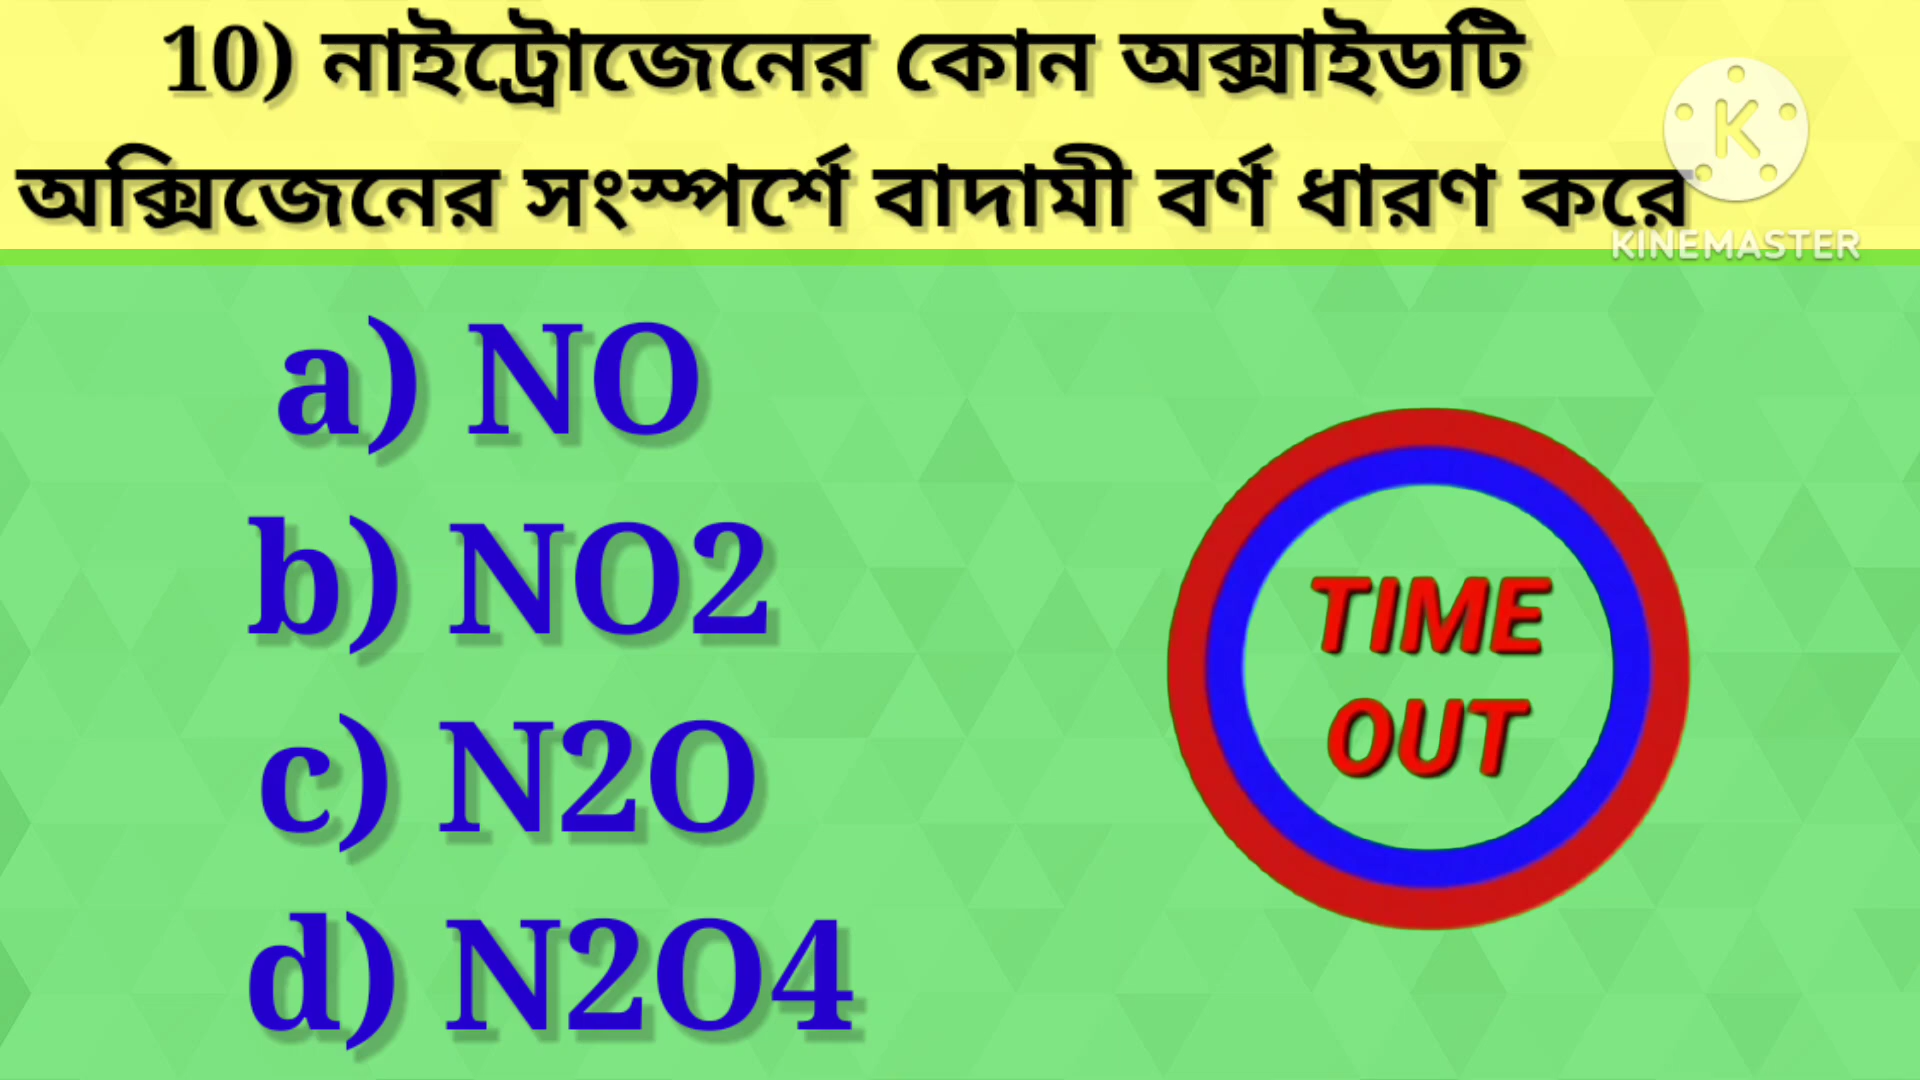 10) নাইট্রোজেনের কোন অক্সাইডটি
অক্সিজেনের সংস্পর্শে বাদামী বর্ণ ধারণ করে
K
KINEMASTER
a) NO
b) NO2
c) N2O
d) N2O4
TIME
OUT